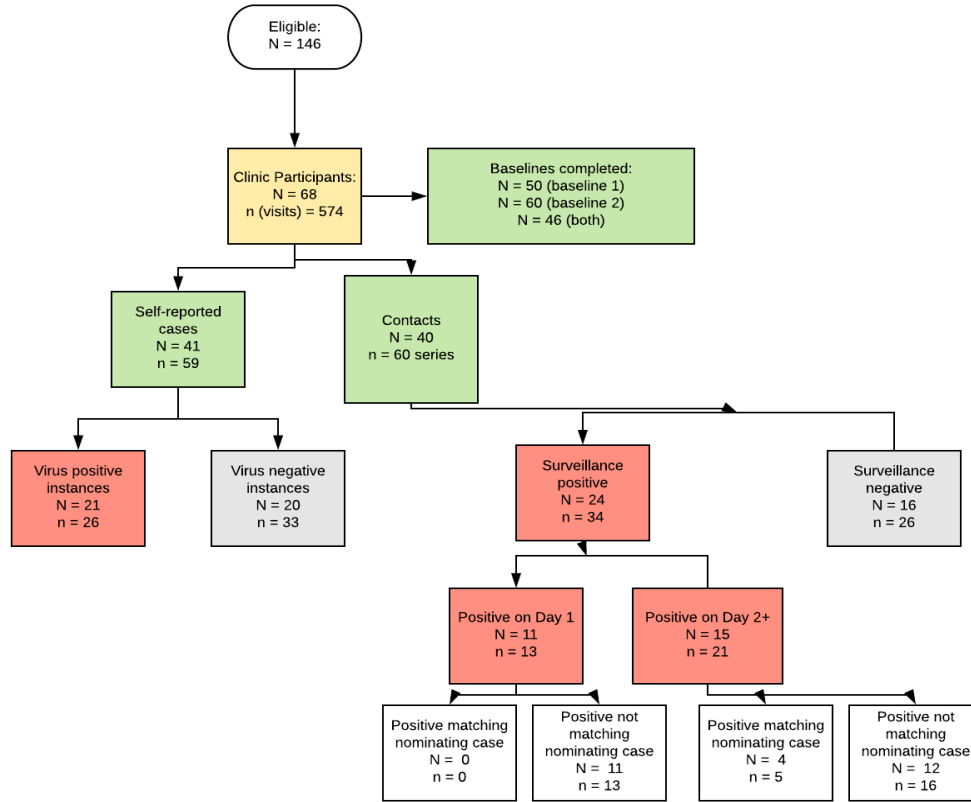 Eligible:
N = 146
Clinic Participants:
N = 68
n (visits) = 574
Baselines completed:
N = 50 (baseline 1)
N = 60 (baseline 2)
N = 46 (both)
Self-reported
cases
N = 41
n = 59
Contacts
N = 40
n = 60 series
Virus positive
instances
N = 21
n = 26
Virus negative
instances
N = 20
n = 33
Surveillance
positive
N = 24
n = 34
Surveillance
negative
N = 16
n = 26
Positive on Day 1
N = 11
n = 13
Positive on Day 2+
N = 15
n = 21
Positive matching
nominating case
N = 0
n = 0
Positive not
matching
nominating case
N = 11
n = 13
Positive matching
nominating case
N = 4
n = 5
Positive not
matching
nominating case
N = 12
n = 16